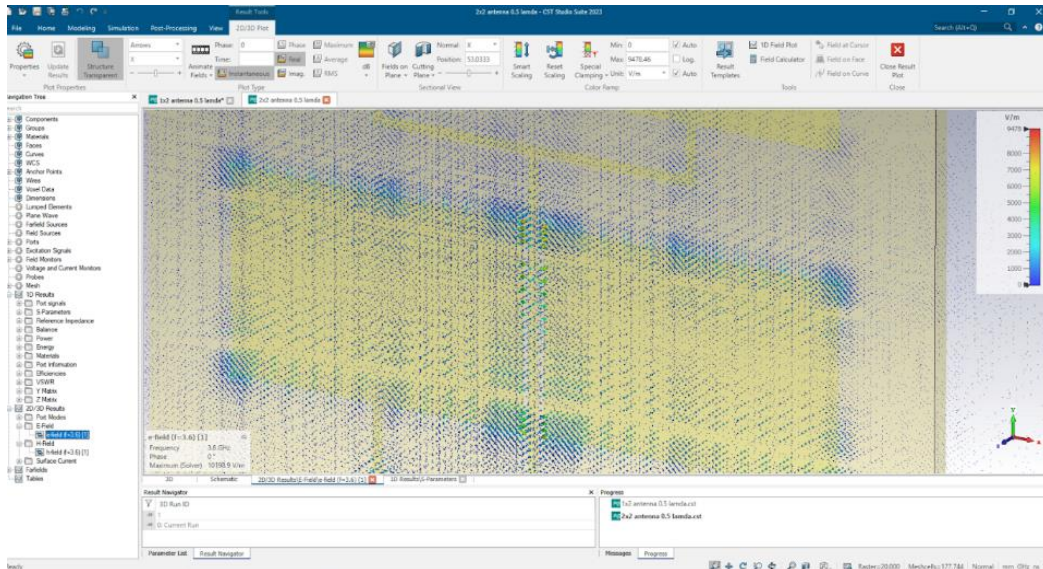 2x2 antenna 0.5 lamda - CST Studio Suite 2023
Result Tools
File Home Modeling Simulation Post-Processing View 2D/3D Plot
Search (Alt+Q)
Properties
Update Results
Structure Transparent
Arrows
X
Plot Properties
Animate Fields
Phase: 0
Time:
Instantaneous
Phase
Real
Imag.
Maximum
Average
RMS
dB
Plot Type
Fields on Plane
Cutting Plane
Normal: X
Position: 53.0333
Sectional View
Smart Scaling
Reset Scaling
Special Clamping
Min: 0
Max: 9478.46
Unit: V/m
Auto
Log.
Auto
Color Ramp
Result Templates
1D Field Plot
Field Calculator
Field at Cursor
Field on Face
Field on Curve
Tools
Close Result Plot
Close
Navigation Tree
1x2 antenna 0.5 lamda*
2x2 antenna 0.5 lamda
Components
Groups
Materials
Faces
Curves
WCS
Anchor Points
Wires
Voxel Data
Dimensions
Lumped Elements
Plane Wave
Farfield Sources
Field Sources
Ports
Excitation Signals
Field Monitors
Voltage and Current Monitors
Probes
Mesh
1D Results
Port signals
S-Parameters
Reference Impedance
Balance
Power
Energy
Materials
Port Information
Efficiencies
VSWR
Y Matrix
Z Matrix
2D/3D Results
Port Modes
E-Field
e-field (f=3.6) [1]
H-Field
h-field (f=3.6) [1]
Surface Current
Farfields
Tables
V/m
9478
8000
7000
6000
5000
4000
3000
2000
1000
0
e-field (f=3.6) [1]
Frequency 3.6 GHz
Phase 0°
Maximum (Solver) 10198.9 V/m
3D Schematic 2D/3D Results\E-Field\e-field (f=3.6) [1] 1D Results\S-Parameters
Result Navigator
3D Run ID
0: Current Run
Parameter List Result Navigator
Progress
1x2 antenna 0.5 lamda.cst
2x2 antenna 0.5 lamda.cst
Messages Progress
Ready
Raster=20.000 Meshcells=577,744 Normal mm GHz ns